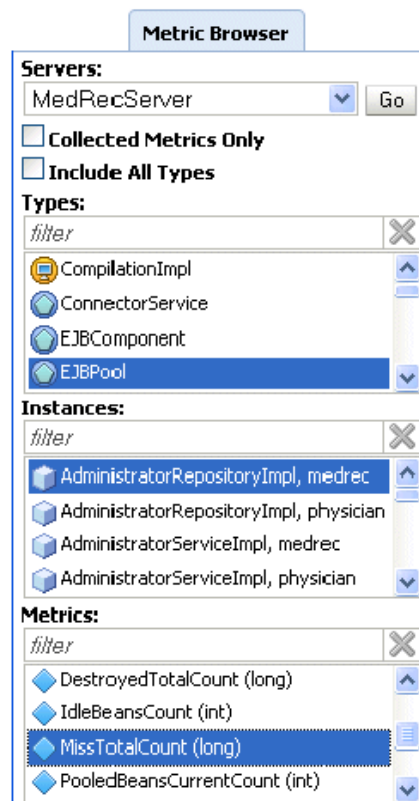 Metric Browser
Servers:
MedRecServer
Go
Collected Metrics Only
Include All Types
Types:
filter
CompilationImpl
ConnectorService
EJBComponent
EJBPool
Instances:
filter
AdministratorRepositoryImpl, medrec
AdministratorRepositoryImpl, physician
AdministratorServiceImpl, medrec
AdministratorServiceImpl, physician
Metrics:
filter
DestroyedTotalCount (long)
IdleBeansCount (int)
MissTotalCount (long)
PooledBeansCurrentCount (int)